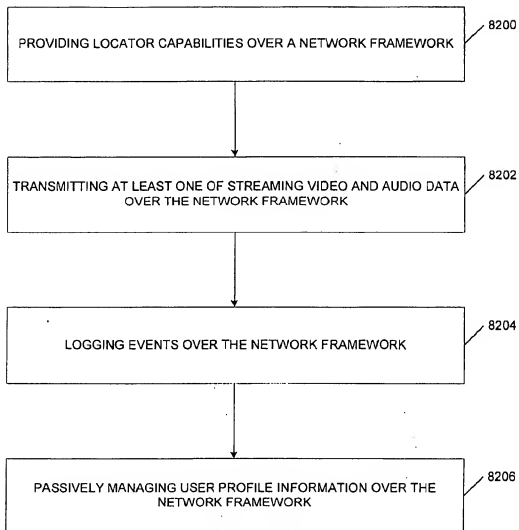 8200
PROVIDING LOCATOR CAPABILITIES OVER A NETWORK FRAMEWORK
8202
TRANSMITTING AT LEAST ONE OF STREAMING VIDEO AND AUDIO DATA
OVER THE NETWORK FRAMEWORK
8204
LOGGING EVENTS OVER THE NETWORK FRAMEWORK
8206
PASSIVELY MANAGING USER PROFILE INFORMATION OVER THE
NETWORK FRAMEWORK